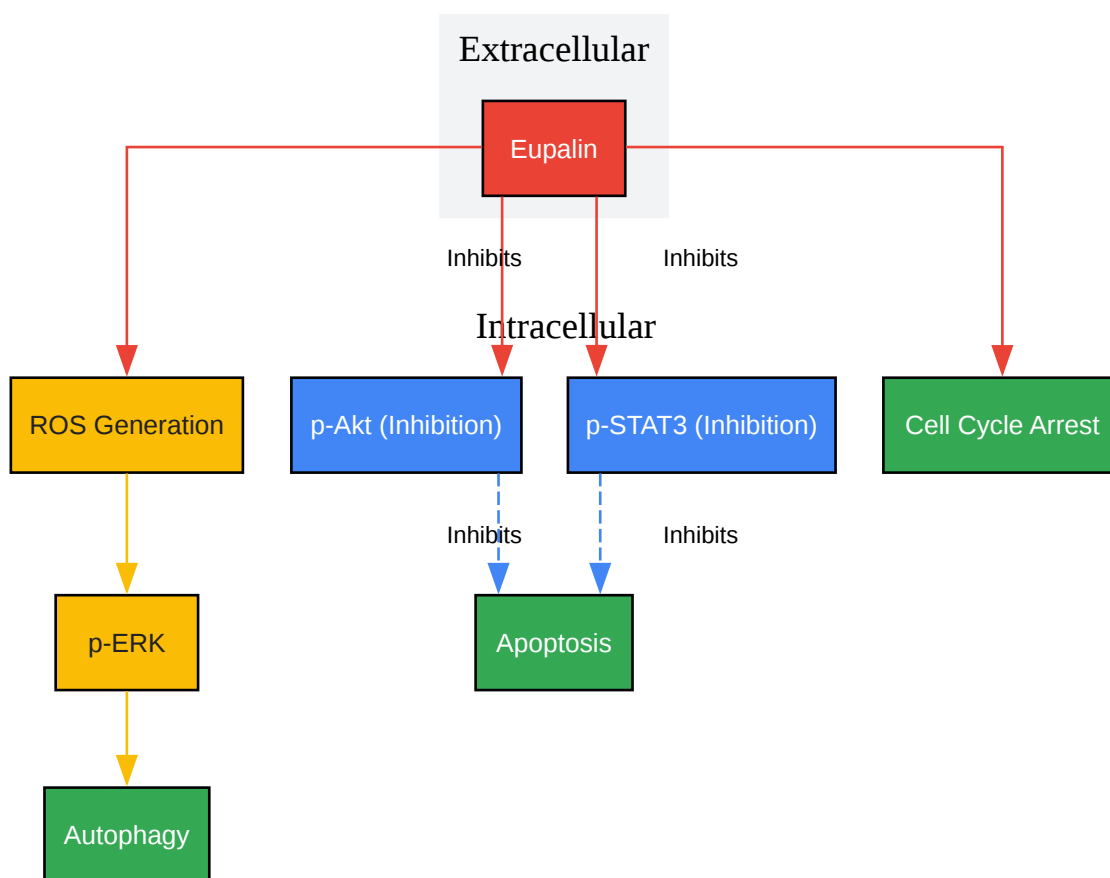 Extracellular
Eupalin
Inhibits
Inhibits
Intracellular
ROS Generation
p-Akt (Inhibition)
p-STAT3 (Inhibition)
Cell Cycle Arrest
Inhibits
Inhibits
p-ERK
Apoptosis
Autophagy